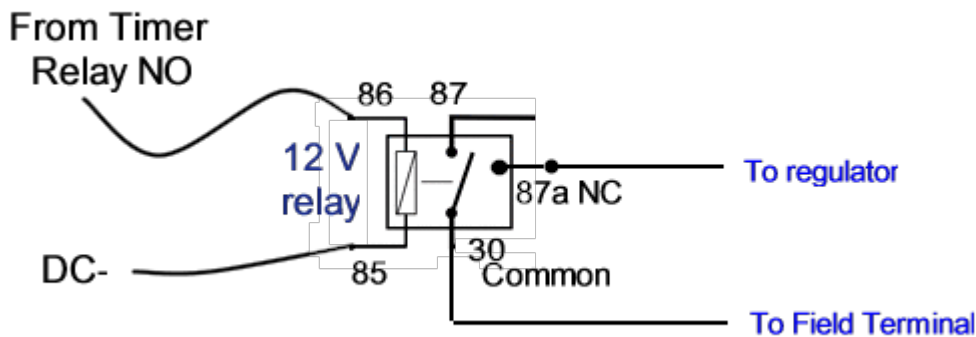 From Timer
Relay NO
86
87
12 V
relay
To regulator
87a NC
30
Common
85
DC-
To Field Terminal